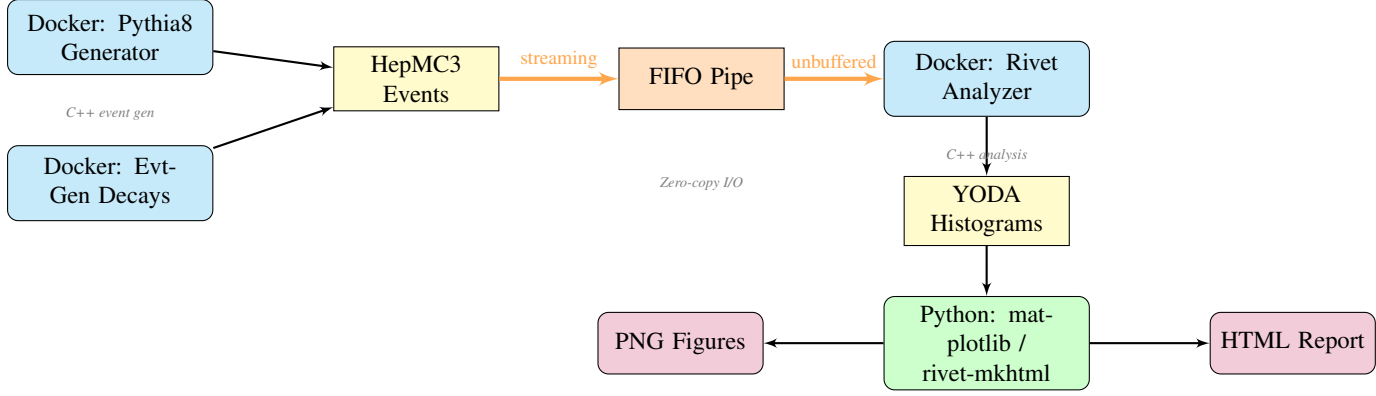 Docker: Pythia8
Generator
C++ event gen
Docker: Evt-
Gen Decays
HepMC3
Events
streaming
FIFO Pipe
unbuffered
Zero-copy I/O
Docker: Rivet
Analyzer
C++ analysis
YODA
Histograms
Python: mat-
plotlib /
rivet-mkhtml
PNG Figures
HTML Report